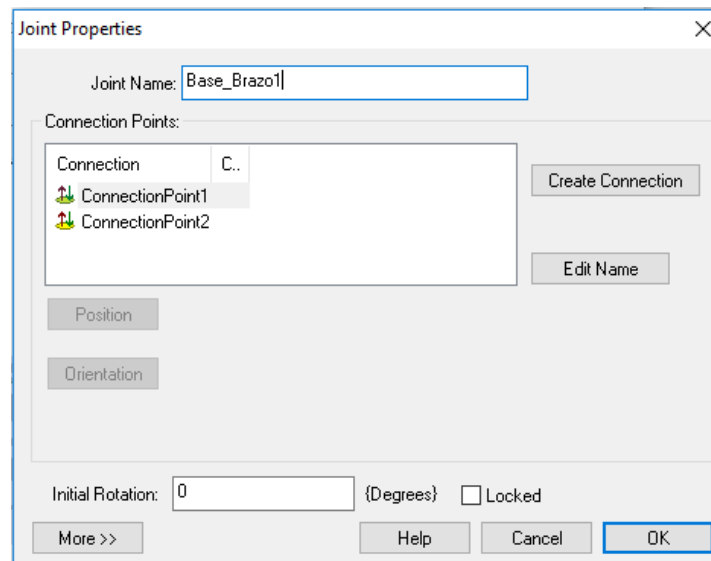 Joint Properties
Joint Name: Base_Brazo1
Connection Points:
Connection C..
ConnectionPoint1
ConnectionPoint2
Create Connection
Edit Name
Position
Orientation
Initial Rotation: 0 {Degrees} Locked
More >> Help Cancel OK